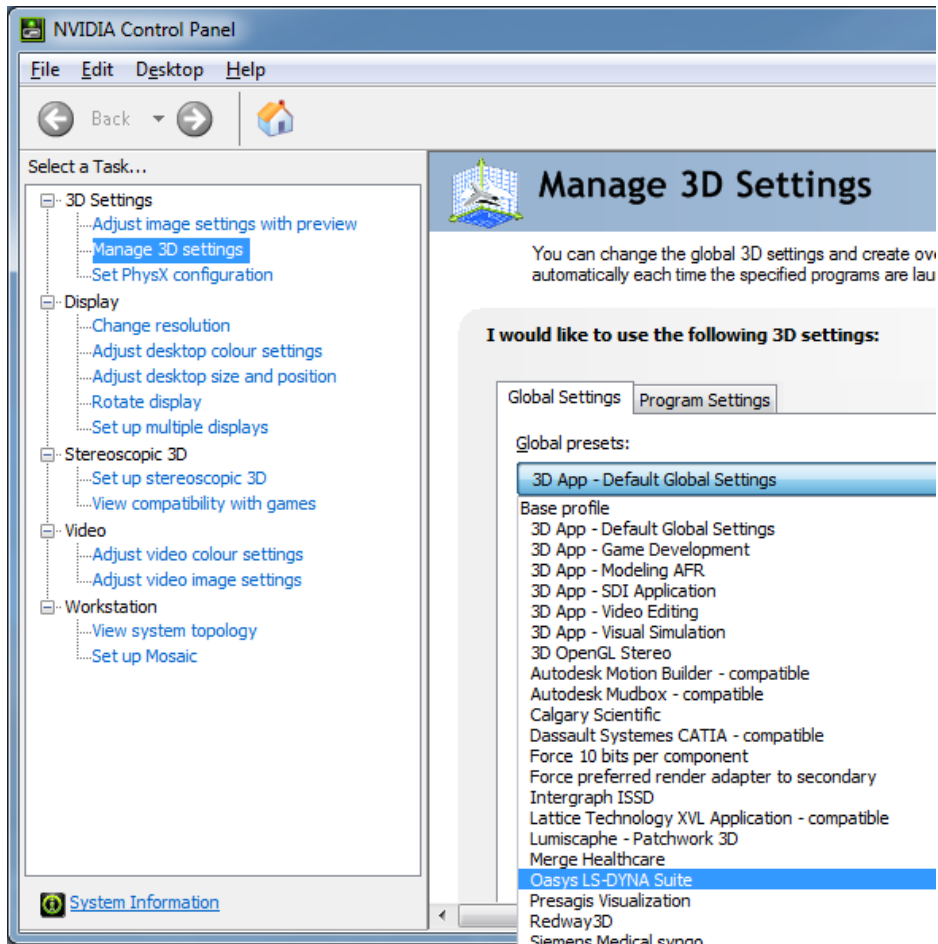 NVIDIA Control Panel
File Edit Desktop Help
Back
Select a Task...
3D Settings
Adjust image settings with preview
Manage 3D settings
Set PhysX configuration
Display
Change resolution
Adjust desktop colour settings
Adjust desktop size and position
Rotate display
Set up multiple displays
Stereoscopic 3D
Set up stereoscopic 3D
View compatibility with games
Video
Adjust video colour settings
Adjust video image settings
Workstation
View system topology
Set up Mosaic
System Information
Manage 3D Settings
You can change the global 3D settings and create ove
automatically each time the specified programs are lau
I would like to use the following 3D settings:
Global Settings Program Settings
Global presets:
3D App - Default Global Settings
Base profile
3D App - Default Global Settings
3D App - Game Development
3D App - Modeling AFR
3D App - SDI Application
3D App - Video Editing
3D App - Visual Simulation
3D OpenGL Stereo
Autodesk Motion Builder - compatible
Autodesk Mudbox - compatible
Calgary Scientific
Dassault Systemes CATIA - compatible
Force 10 bits per component
Force preferred render adapter to secondary
Intergraph ISSD
Lattice Technology XVL Application - compatible
Lumiscaphe - Patchwork 3D
Merge Healthcare
Oasys LS-DYNA Suite
Presagis Visualization
Redway3D
Siemens Medical syngo